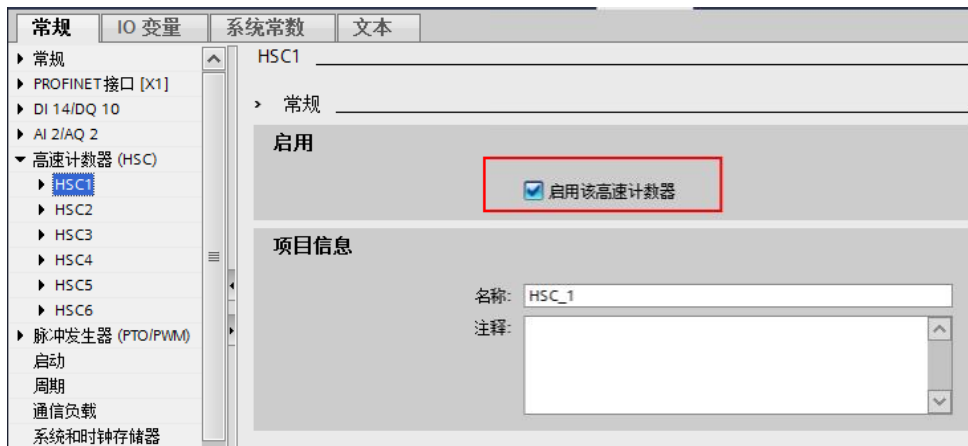 常规 IO 变量 系统常数 文本
常规
PROFINET接口 [X1]
DI 14/DQ 10
AI 2/AQ 2
高速计数器 (HSC)
HSC1
HSC2
HSC3
HSC4
HSC5
HSC6
脉冲发生器 (PTO/PWM)
启动
周期
通信负载
系统和时钟存储器
HSC1
常规
启用
启用该高速计数器
项目信息
名称: HSC_1
注释: